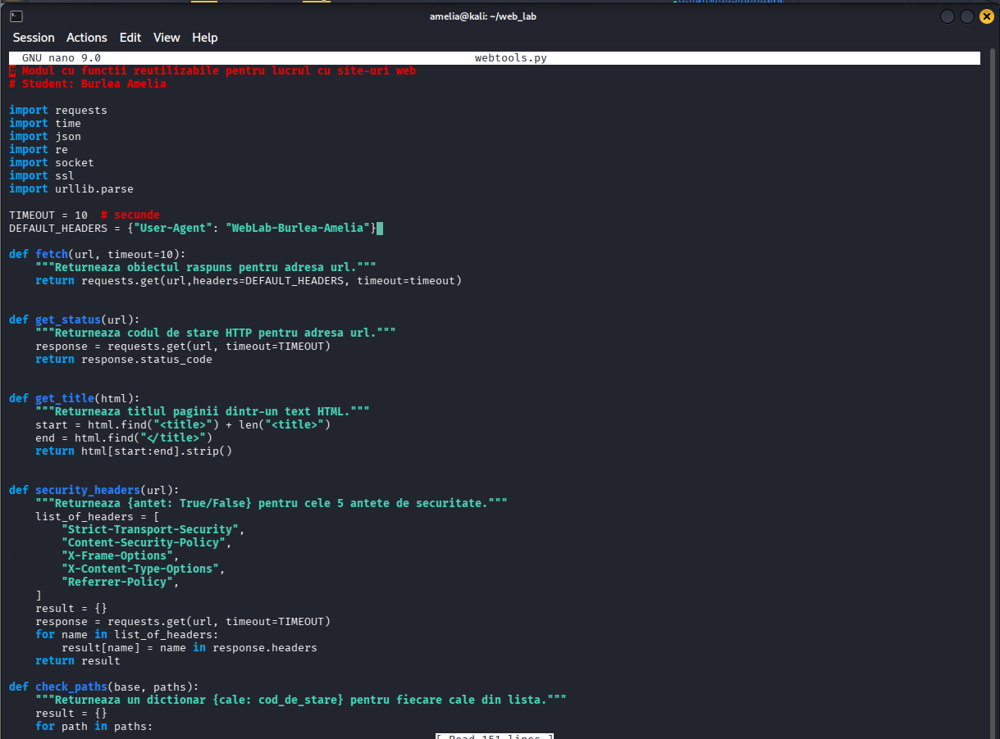 amelia@kali: ~/web_lab
Session Actions Edit View Help
GNU nano 9.0 webtools.py
# Modul cu functii reutilizabile pentru lucrul cu site-uri web
# Student: Burlea Amelia
import requests
import time
import json
import re
import socket
import ssl
import urllib.parse
TIMEOUT = 10  # secunde
DEFAULT_HEADERS = {"User-Agent": "WebLab-Burlea-Amelia"}
def fetch(url, timeout=10):
    """Returneaza obiectul raspuns pentru adresa url."""
    return requests.get(url,headers=DEFAULT_HEADERS, timeout=timeout)
def get_status(url):
    """Returneaza codul de stare HTTP pentru adresa url."""
    response = requests.get(url, timeout=TIMEOUT)
    return response.status_code
def get_title(html):
    """Returneaza titlul paginii dintr-un text HTML."""
    start = html.find("<title>") + len("<title>")
    end = html.find("</title>")
    return html[start:end].strip()
def security_headers(url):
    """Returneaza {antet: True/False} pentru cele 5 antete de securitate."""
    list_of_headers = [
        "Strict-Transport-Security",
        "Content-Security-Policy",
        "X-Frame-Options",
        "X-Content-Type-Options",
        "Referrer-Policy",
    ]
    result = {}
    response = requests.get(url, timeout=TIMEOUT)
    for name in list_of_headers:
        result[name] = name in response.headers
    return result
def check_paths(base, paths):
    """Returneaza un dictionar {cale: cod_de_stare} pentru fiecare cale din lista."""
    result = {}
    for path in paths:
[ Read 151 lines ]